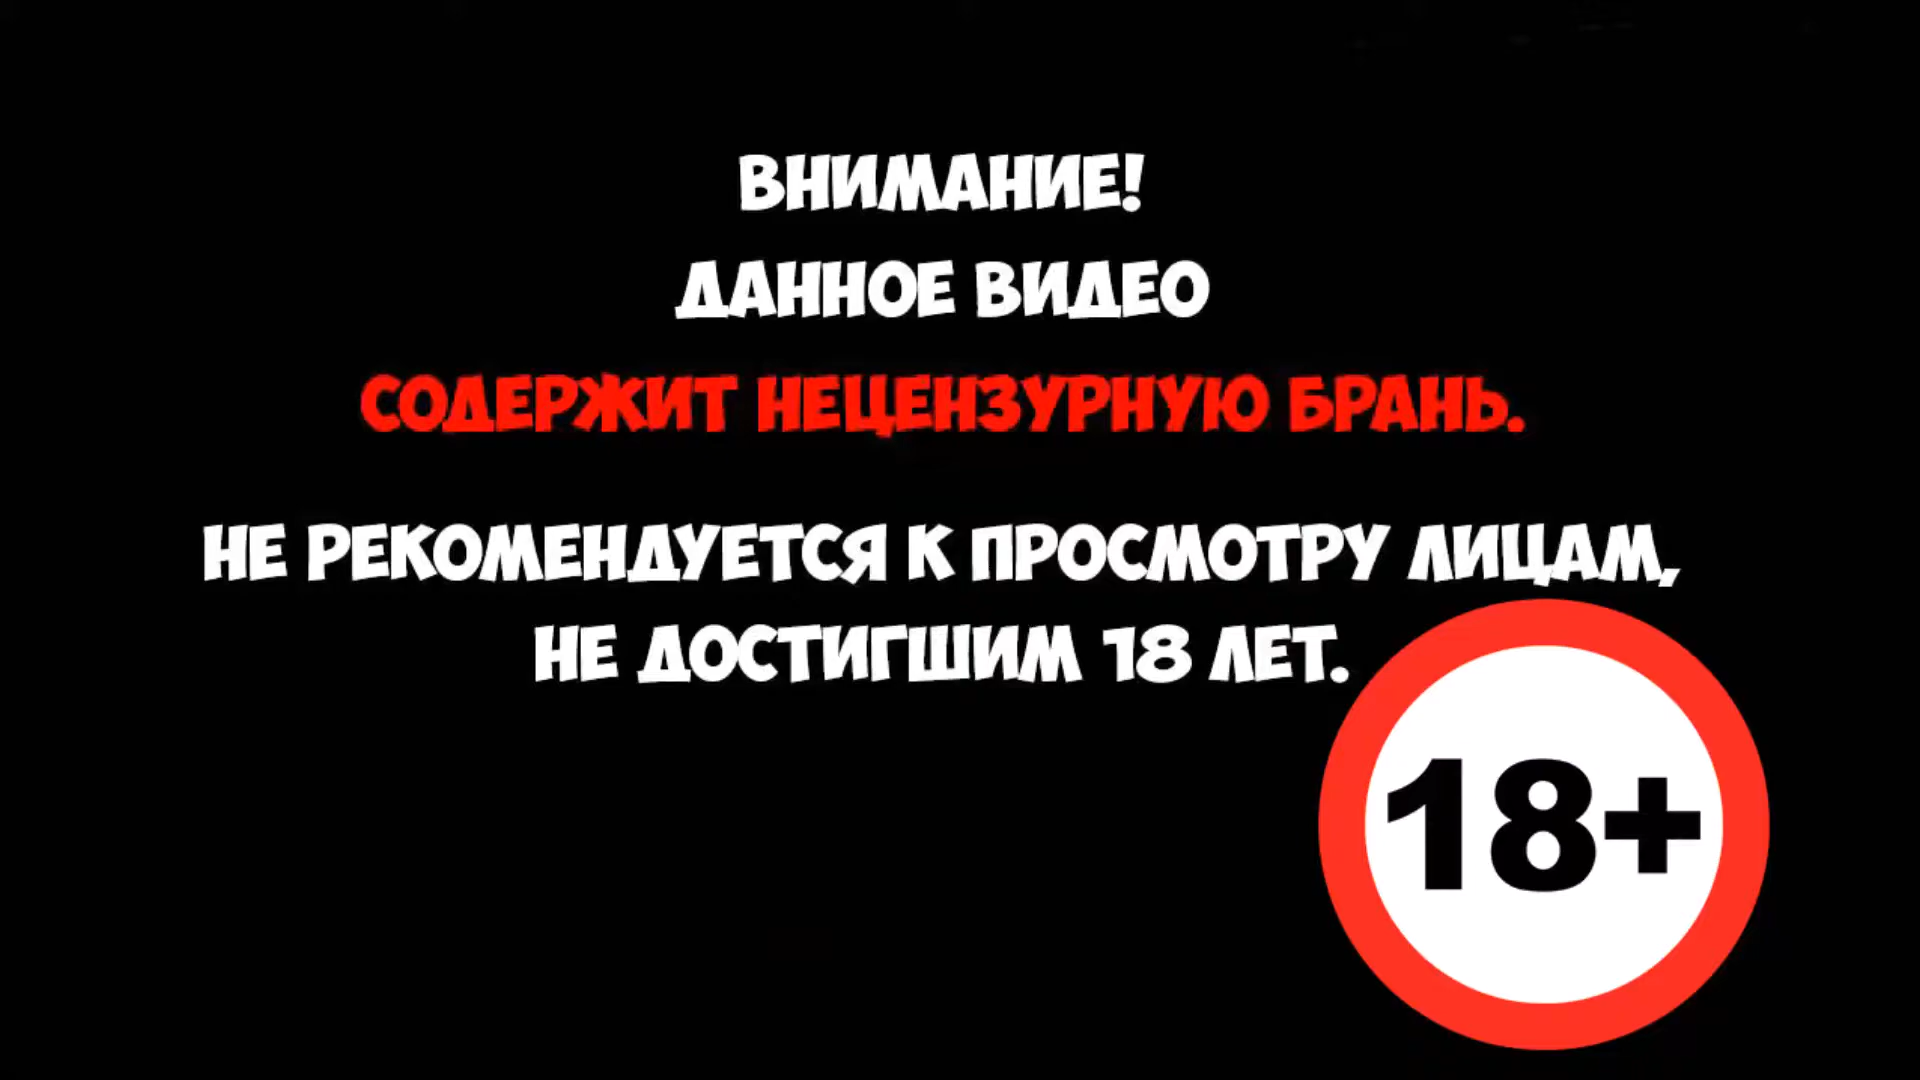 ВНИМАНИЕ!
ДАННОЕ ВИДЕО
СОДЕРЖИТ НЕЦЕНЗУРНУЮ БРАНЬ.
НЕ РЕКОМЕНДУЕТСЯ К ПРОСМОТРУ ЛИЦАМ,
НЕ ДОСТИГШИМ 18 ЛЕТ.
18+